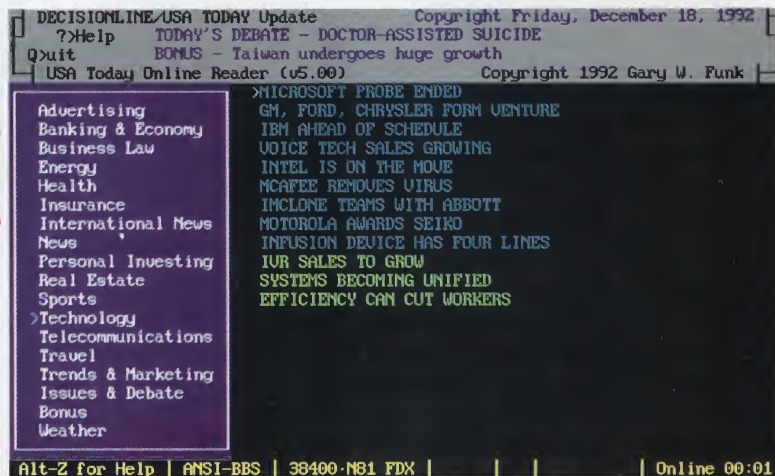 DECISIONLINE/USA TODAY Update Copyright Friday, December 18, 1992
?>Help TODAY'S DEBATE - DOCTOR-ASSISTED SUICIDE
Q>uit BONUS - Taiwan undergoes huge growth
USA Today Online Reader (v5.00) Copyright 1992 Gary W. Funk
Advertising
Banking & Economy
Business Law
Energy
Health
Insurance
International News
News
Personal Investing
Real Estate
Sports
>Technology
Telecommunications
Travel
Trends & Marketing
Issues & Debate
Bonus
Weather
>MICROSOFT PROBE ENDED
GM, FORD, CHRYSLER FORM VENTURE
IBM AHEAD OF SCHEDULE
VOICE TECH SALES GROWING
INTEL IS ON THE MOVE
MCAFEE REMOVES VIRUS
IMCLONE TEAMS WITH ABBOTT
MOTOROLA AWARDS SEIKO
INFUSION DEVICE HAS FOUR LINES
IVR SALES TO GROW
SYSTEMS BECOMING UNIFIED
EFFICIENCY CAN CUT WORKERS
Alt-Z for Help | ANSI-BBS | 38400·N81 FDX | | | | Online 00:01